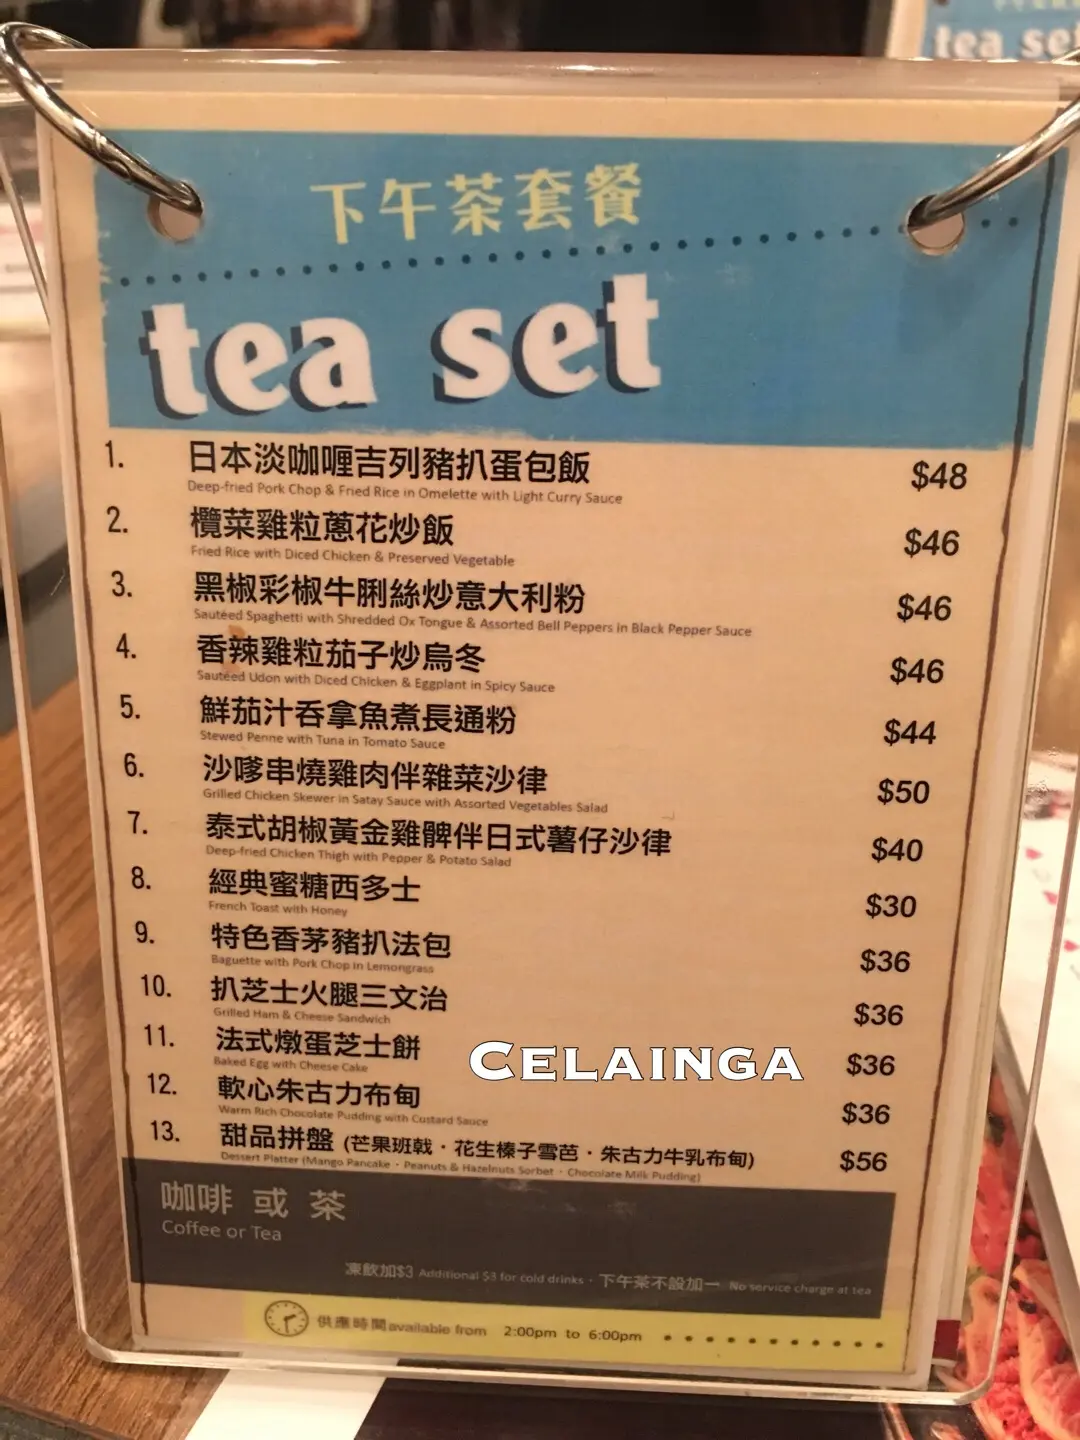 tea set
下午茶套餐
tea set
1. 日本淡咖喱吉列豬扒蛋包飯 $48
Deep-fried Pork Chop & Fried Rice in Omelette with Light Curry Sauce
2. 欖菜雞粒蔥花炒飯 $46
Fried Rice with Diced Chicken & Preserved Vegetable
3. 黑椒彩椒牛脷絲炒意大利粉 $46
Sautéed Spaghetti with Shredded Ox Tongue & Assorted Bell Peppers in Black Pepper Sauce
4. 香辣雞粒茄子炒烏冬 $46
Sautéed Udon with Diced Chicken & Eggplant in Spicy Sauce
5. 鮮茄汁吞拿魚煮長通粉 $44
Stewed Penne with Tuna in Tomato Sauce
6. 沙嗲串燒雞肉伴雜菜沙律 $50
Grilled Chicken Skewer in Satay Sauce with Assorted Vegetables Salad
7. 泰式胡椒黃金雞髀伴日式薯仔沙律 $40
Deep-fried Chicken Thigh with Pepper & Potato Salad
8. 經典蜜糖西多士 $30
French Toast with Honey
9. 特色香茅豬扒法包 $36
Baguette with Pork Chop in Lemongrass
10. 扒芝士火腿三文治 $36
Grilled Ham & Cheese Sandwich
11. 法式燉蛋芝士餅 $36
Baked Egg with Cheese Cake
CELAINGA
12. 軟心朱古力布甸 $36
Warm Rich Chocolate Pudding with Custard Sauce
13. 甜品拼盤 (芒果班戟・花生榛子雪芭・朱古力牛乳布甸) $56
Dessert Platter (Mango Pancake・Peanuts & Hazelnuts Sorbet・Chocolate Milk Pudding)
咖啡 或 茶
Coffee or Tea
凍飲加$3 Additional $3 for cold drinks・下午茶不設加一 No service charge at tea
供應時間available from 2:00pm to 6:00pm